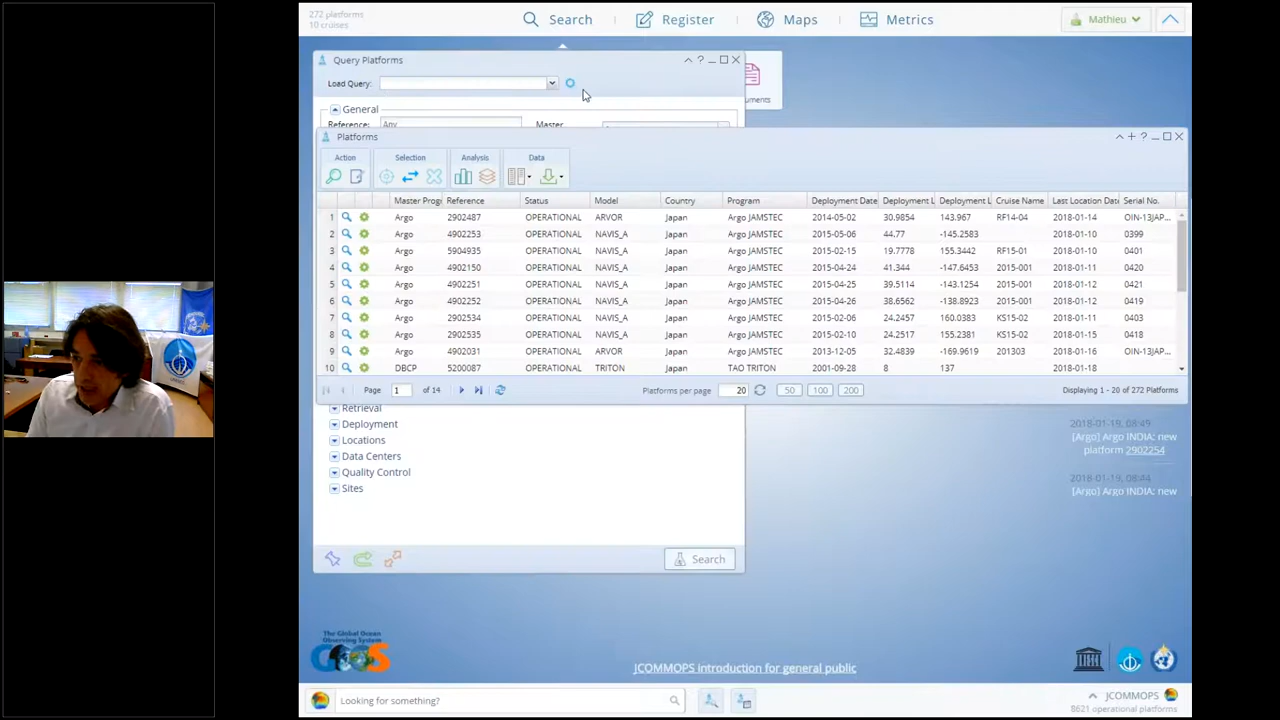 272 platforms
10 cruises
Search
Register
Maps
Metrics
Mathieu
Query Platforms
Load Query:
uments
General
Reference: Any Master
Platforms
Action Selection Analysis Data
Master Progr Reference Status Model Country Program Deployment Date Deployment L Deployment L Cruise Name Last Location Date Serial No.
1 Argo 2902487 OPERATIONAL ARVOR Japan Argo JAMSTEC 2014-05-02 30.9854 143.967 RF14-04 2018-01-14 OIN-13JAP...
2 Argo 4902253 OPERATIONAL NAVIS_A Japan Argo JAMSTEC 2015-05-06 44.77 -145.2583 2018-01-10 0399
3 Argo 5904935 OPERATIONAL NAVIS_A Japan Argo JAMSTEC 2015-02-15 19.7778 155.3442 RF15-01 2018-01-10 0401
4 Argo 4902150 OPERATIONAL NAVIS_A Japan Argo JAMSTEC 2015-04-24 41.344 -147.6453 2015-001 2018-01-11 0420
5 Argo 4902251 OPERATIONAL NAVIS_A Japan Argo JAMSTEC 2015-04-25 39.5114 -143.1254 2015-001 2018-01-12 0421
6 Argo 4902252 OPERATIONAL NAVIS_A Japan Argo JAMSTEC 2015-04-26 38.6562 -138.8923 2015-001 2018-01-12 0419
7 Argo 2902534 OPERATIONAL NAVIS_A Japan Argo JAMSTEC 2015-02-06 24.2457 160.0383 KS15-02 2018-01-11 0403
8 Argo 2902535 OPERATIONAL NAVIS_A Japan Argo JAMSTEC 2015-02-10 24.2517 155.2381 KS15-02 2018-01-15 0418
9 Argo 4902031 OPERATIONAL ARVOR Japan Argo JAMSTEC 2013-12-05 32.4839 -169.9619 201303 2018-01-16 OIN-13JAP...
10 DBCP 5200087 OPERATIONAL TRITON Japan TAO TRITON 2001-09-28 8 137 2018-01-18
Page 1 of 14 Platforms per page 20 50 100 200 Displaying 1 - 20 of 272 Platforms
Retrieval
Deployment
Locations
Data Centers
Quality Control
Sites
Search
2018-01-19, 08:49
[Argo] Argo INDIA: new
platform 2902254
2018-01-19, 08:44
[Argo] Argo INDIA: new
The Global Ocean
Observing System
GOOS
JCOMMOPS introduction for general public
Looking for something?
JCOMMOPS
8621 operational platforms